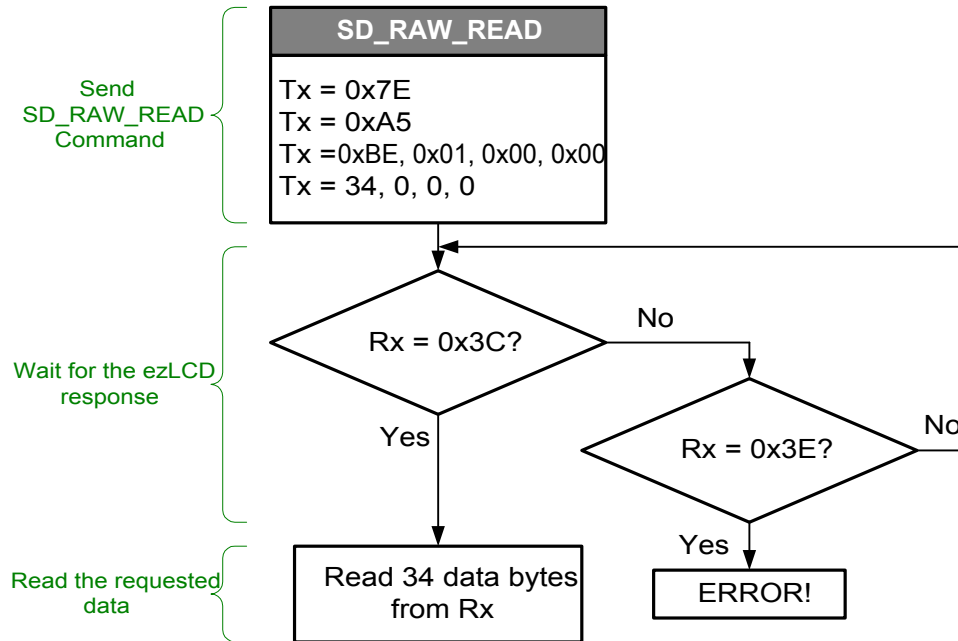 SD_RAW_READ
Send
SD_RAW_READ
Command
Tx = 0x7E
Tx = 0xA5
Tx =0xBE, 0x01, 0x00, 0x00
Tx = 34, 0, 0, 0
Wait for the ezLCD
response
Rx = 0x3C?
No
Yes
Rx = 0x3E?
No
Yes
Read the requested
data
Read 34 data bytes
from Rx
ERROR!